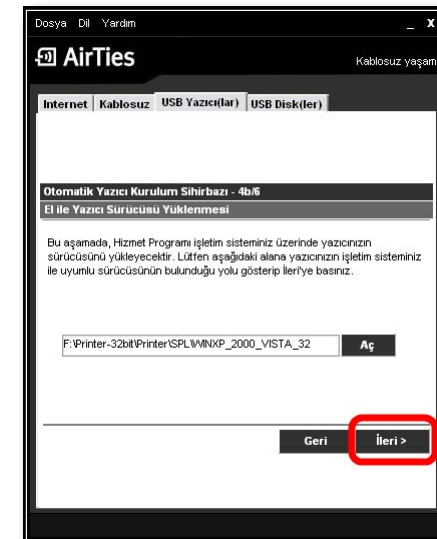 Dosya Dil Yardım _ X
AirTies
Kablosuz yaşam
Internet Kablosuz USB Yazıcı(lar) USB Disk(ler)
Otomatik Yazıcı Kurulum Sihirbazı - 4b/6
El ile Yazıcı Sürücüsü Yüklenmesi
Bu aşamada, Hizmet Programı işletim sisteminiz üzerinde yazıcınızın
sürücüsünü yükleyecektir. Lütfen aşağıdaki alana yazıcınızın işletim sisteminiz
ile uyumlu sürücüsünün bulunduğu yolu gösterip İleri'ye basınız.
F:\Printer-32bit\Printer\SPL\WINXP_2000_VISTA_32 Aç
Geri İleri >